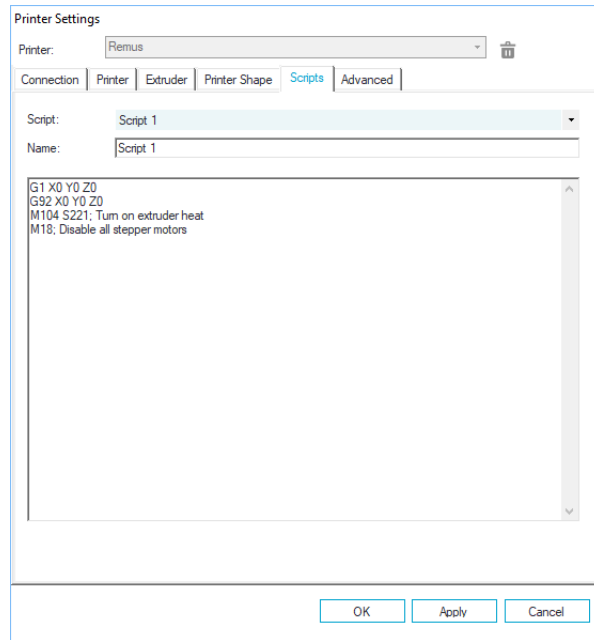 Printer Settings
Printer: Remus
Connection Printer Extruder Printer Shape Scripts Advanced
Script: Script 1
Name: Script 1
G1 X0 Y0 Z0
G92 X0 Y0 Z0
M104 S221; Turn on extruder heat
M18; Disable all stepper motors
OK Apply Cancel